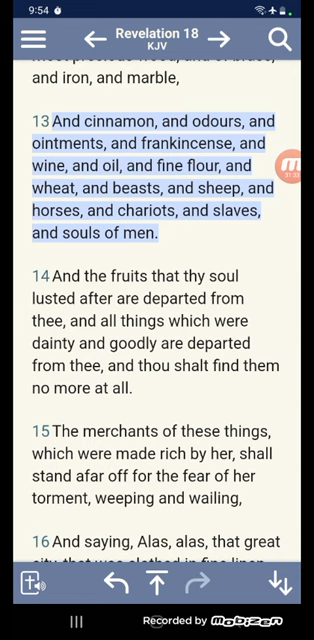 9:54
Revelation 18
KJV
and iron, and marble,
13 And cinnamon, and odours, and
ointments, and frankincense, and
wine, and oil, and fine flour, and
wheat, and beasts, and sheep, and
horses, and chariots, and slaves,
and souls of men.
14 And the fruits that thy soul
lusted after are departed from
thee, and all things which were
dainty and goodly are departed
from thee, and thou shalt find them
no more at all.
15 The merchants of these things,
which were made rich by her, shall
stand afar off for the fear of her
torment, weeping and wailing,
16 And saying, Alas, alas, that great
Recorded by mobizen